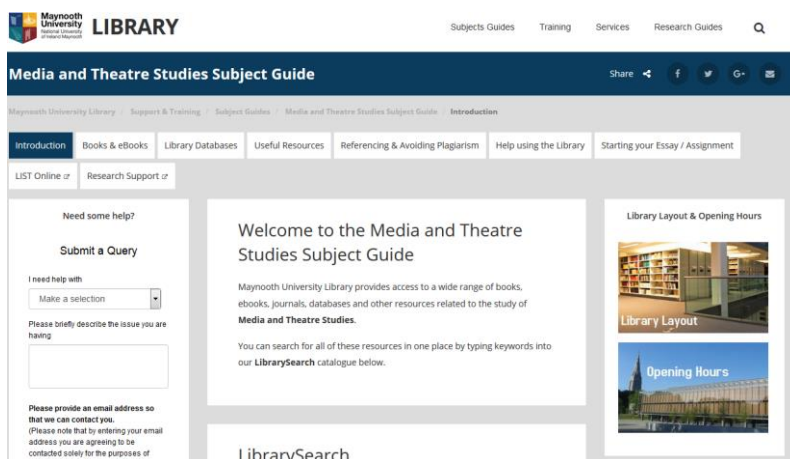 Maynooth
University
National University
of Ireland Maynooth
LIBRARY
Subjects Guides Training Services Research Guides
Media and Theatre Studies Subject Guide
Share
f
G+
Maynooth University Library / Support & Training / Subject Guides / Media and Theatre Studies Subject Guide / Introduction
Introduction Books & eBooks Library Databases Useful Resources Referencing & Avoiding Plagiarism Help using the Library Starting your Essay / Assignment
LiST Online Research Support
Need some help?
Submit a Query
I need help with
Make a selection
Please briefly describe the issue you are
having
Please provide an email address so
that we can contact you.
(Please note that by entering your email
address you are agreeing to be
contacted solely for the purposes of
Welcome to the Media and Theatre
Studies Subject Guide
Maynooth University Library provides access to a wide range of books,
ebooks, journals, databases and other resources related to the study of
Media and Theatre Studies.
You can search for all of these resources in one place by typing keywords into
our LibrarySearch catalogue below.
LibrarySearch
Library Layout & Opening Hours
Library Layout
Opening Hours